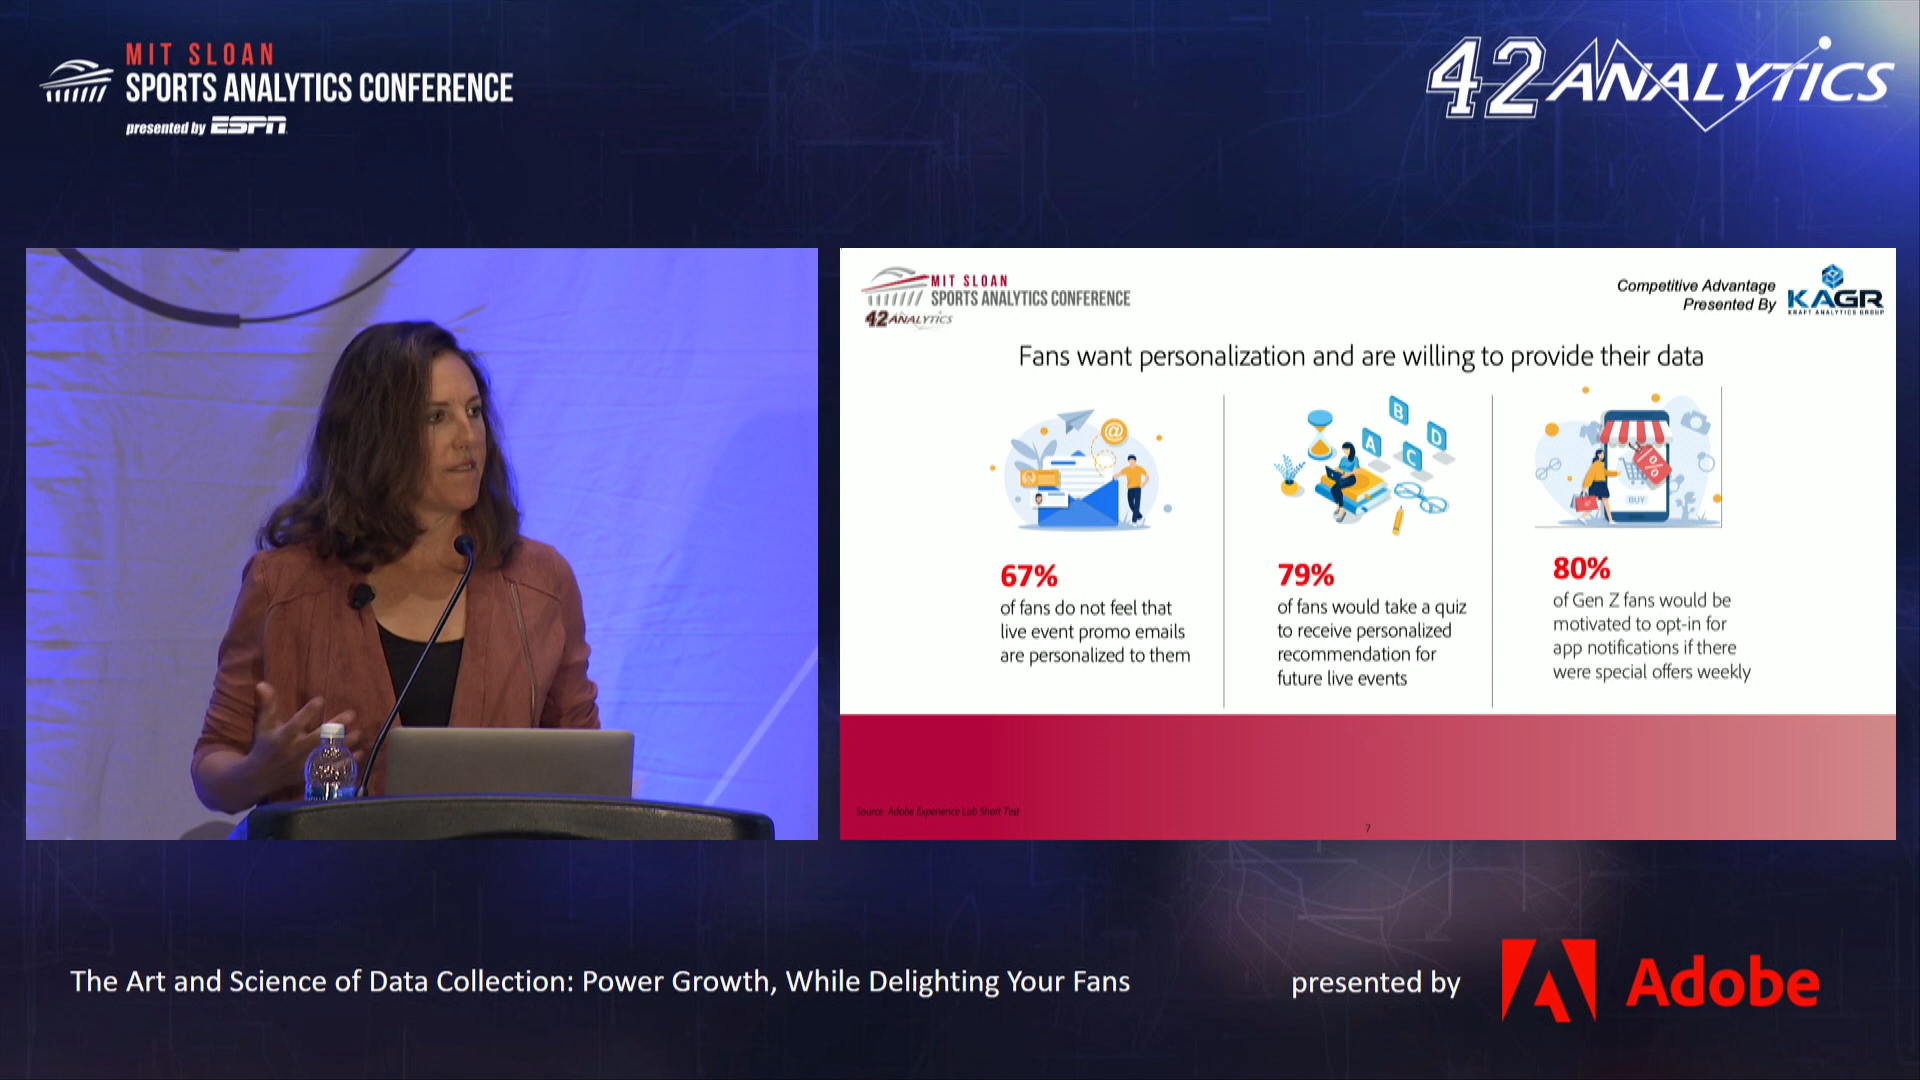 MIT SLOAN
SPORTS ANALYTICS CONFERENCE
presented by ESPN
42 ANALYTICS
MIT SLOAN
SPORTS ANALYTICS CONFERENCE
42 ANALYTICS
Competitive Advantage
Presented By
KAGR
KRAFT ANALYTICS GROUP
Fans want personalization and are willing to provide their data
@
A
B
C
D
%
BUY
67%
of fans do not feel that
live event promo emails
are personalized to them
79%
of fans would take a quiz
to receive personalized
recommendation for
future live events
80%
of Gen Z fans would be
motivated to opt-in for
app notifications if there
were special offers weekly
Source: Adobe Experience Lab Short Test
7
The Art and Science of Data Collection: Power Growth, While Delighting Your Fans
presented by
Adobe